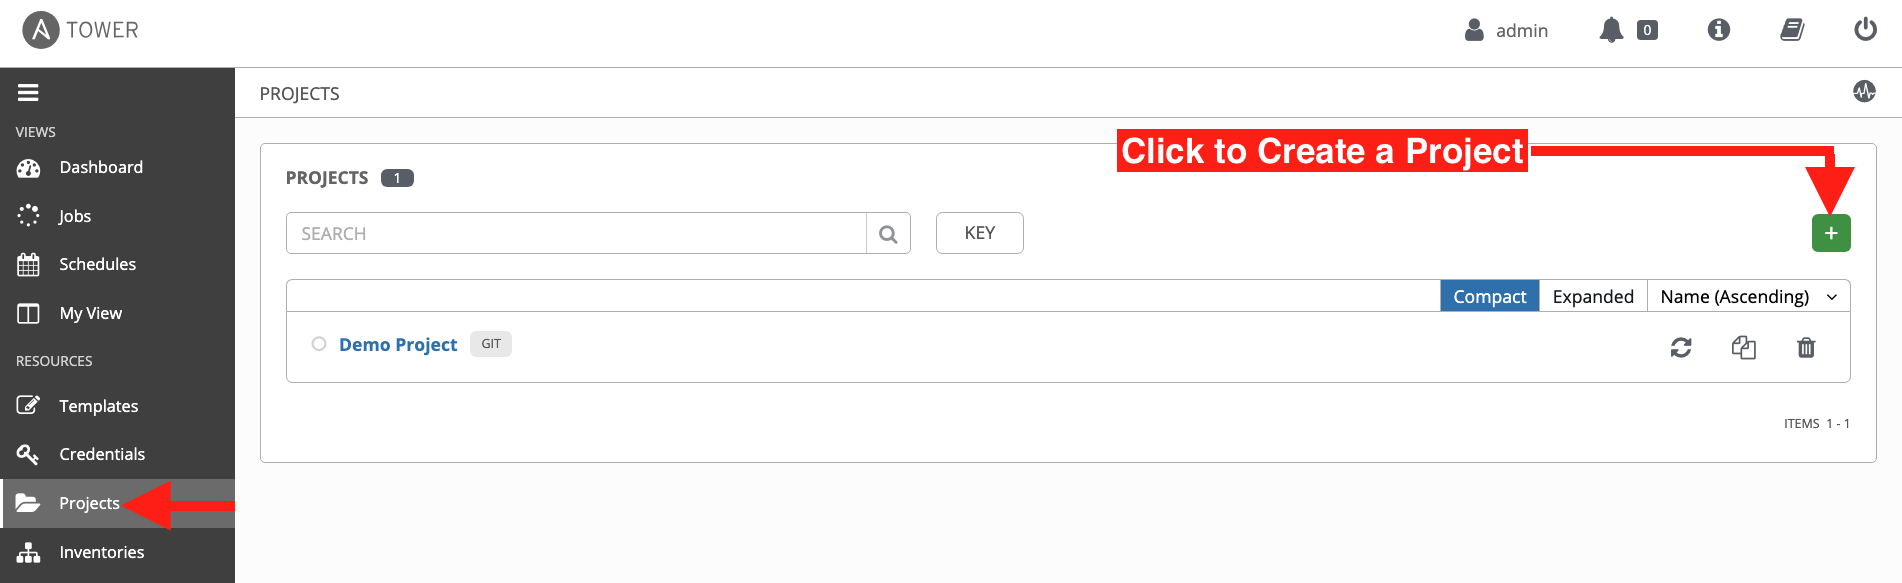 A TOWER
admin
0
VIEWS
Dashboard
Jobs
Schedules
My View
RESOURCES
Templates
Credentials
Projects
Inventories
PROJECTS
Click to Create a Project
PROJECTS 1
SEARCH
KEY
+
Compact Expanded Name (Ascending)
Demo Project GIT
ITEMS 1 - 1